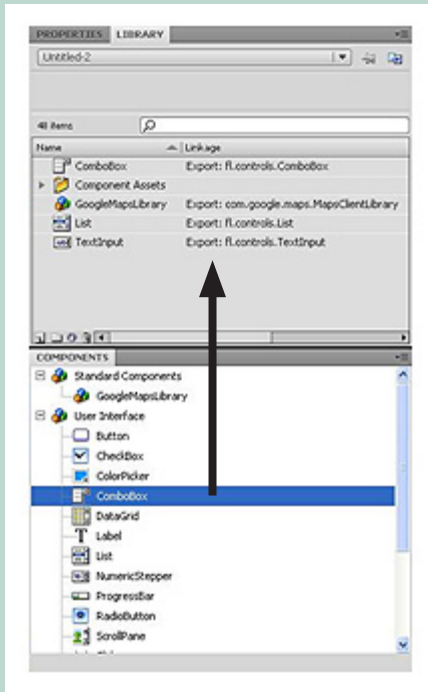 PROPERTIES LIBRARY
Untitled-2
48 items
Name Linkage
ComboBox Export: fl.controls.ComboBox
Component Assets
GoogleMapsLibrary Export: com.google.maps.MapsClientLibrary
List Export: fl.controls.List
TextInput Export: fl.controls.TextInput
COMPONENTS
Standard Components
GoogleMapsLibrary
User Interface
Button
CheckBox
ColorPicker
ComboBox
DataGrid
Label
List
NumericStepper
ProgressBar
RadioButton
ScrollPane